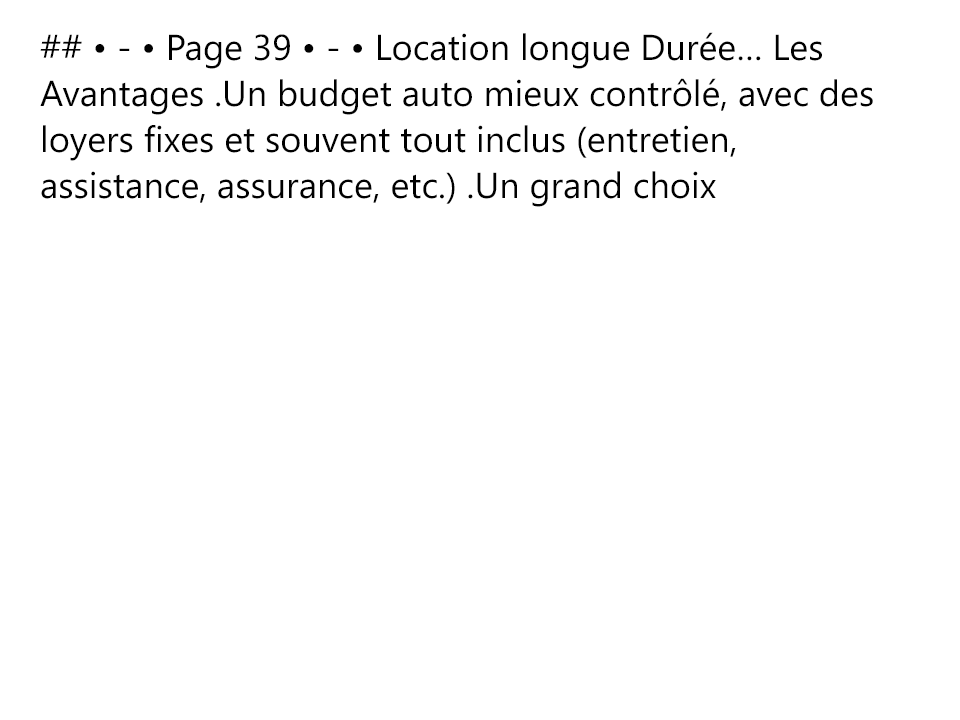 ## • - • Page 39 • - • Location longue Durée… Les
Avantages .Un budget auto mieux contrôlé, avec des
loyers fixes et souvent tout inclus (entretien,
assistance, assurance, etc.) .Un grand choix